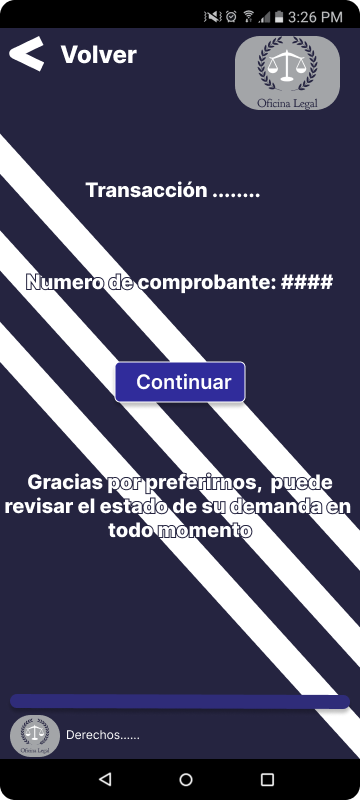 3:26 PM
Volver
Oficina Legal
Transacción ........
Numero de comprobante: ####
Continuar
Gracias por preferirnos, puede
revisar el estado de su demanda en
todo momento
Oficina Legal
Derechos......